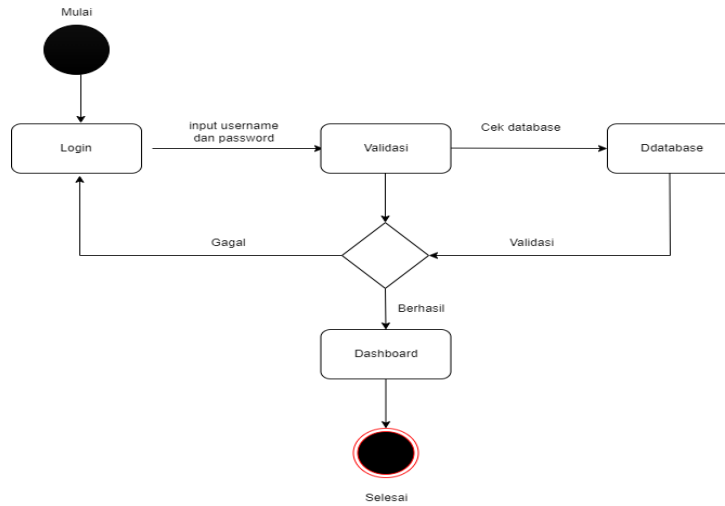 Mulai
Login
input username
dan password
Validasi
Cek database
Ddatabase
Gagal
Validasi
Berhasil
Dashboard
Selesai